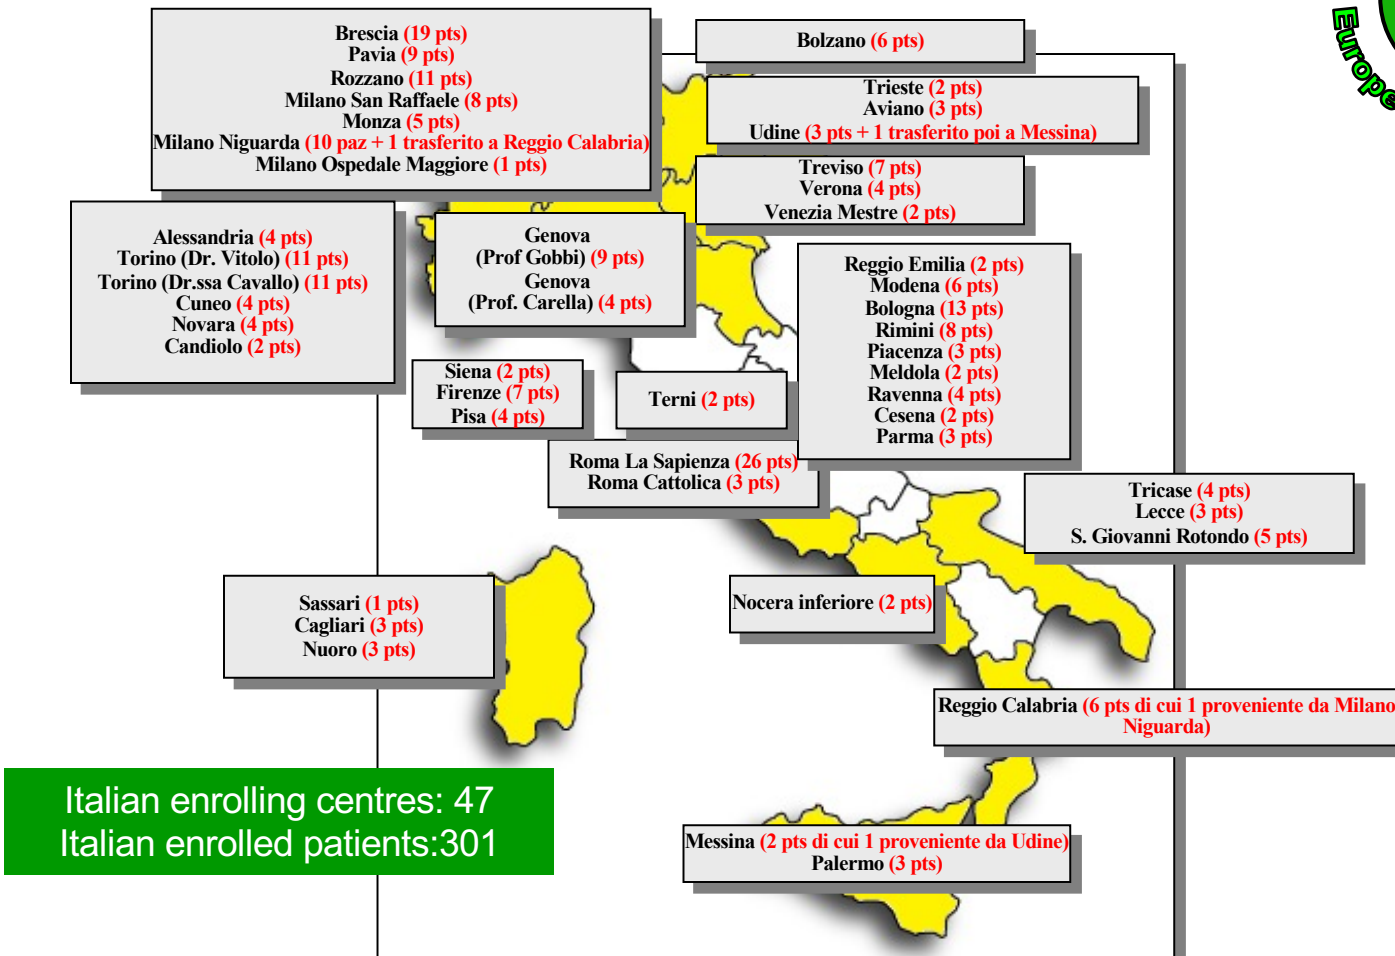 Brescia (19 pts)
Pavia (9 pts)
Rozzano (11 pts)
Milano San Raffaele (8 pts)
Monza (5 pts)
Milano Niguarda (10 paz + 1 trasferito a Reggio Calabria)
Milano Ospedale Maggiore (1 pts)
Bolzano (6 pts)
Trieste (2 pts)
Aviano (3 pts)
Udine (3 pts + 1 trasferito poi a Messina)
Treviso (7 pts)
Verona (4 pts)
Venezia Mestre (2 pts)
Alessandria (4 pts)
Torino (Dr. Vitolo) (11 pts)
Torino (Dr.ssa Cavallo) (11 pts)
Cuneo (4 pts)
Novara (4 pts)
Candiolo (2 pts)
Genova
(Prof Gobbi) (9 pts)
Genova
(Prof. Carella) (4 pts)
Reggio Emilia (2 pts)
Modena (6 pts)
Bologna (13 pts)
Rimini (8 pts)
Piacenza (3 pts)
Meldola (2 pts)
Ravenna (4 pts)
Cesena (2 pts)
Parma (3 pts)
Siena (2 pts)
Firenze (7 pts)
Pisa (4 pts)
Terni (2 pts)
Roma La Sapienza (26 pts)
Roma Cattolica (3 pts)
Tricase (4 pts)
Lecce (3 pts)
S. Giovanni Rotondo (5 pts)
Sassari (1 pts)
Cagliari (3 pts)
Nuoro (3 pts)
Nocera inferiore (2 pts)
Reggio Calabria (6 pts di cui 1 proveniente da Milano
Niguarda)
Messina (2 pts di cui 1 proveniente da Udine)
Palermo (3 pts)
Italian enrolling centres: 47
Italian enrolled patients:301